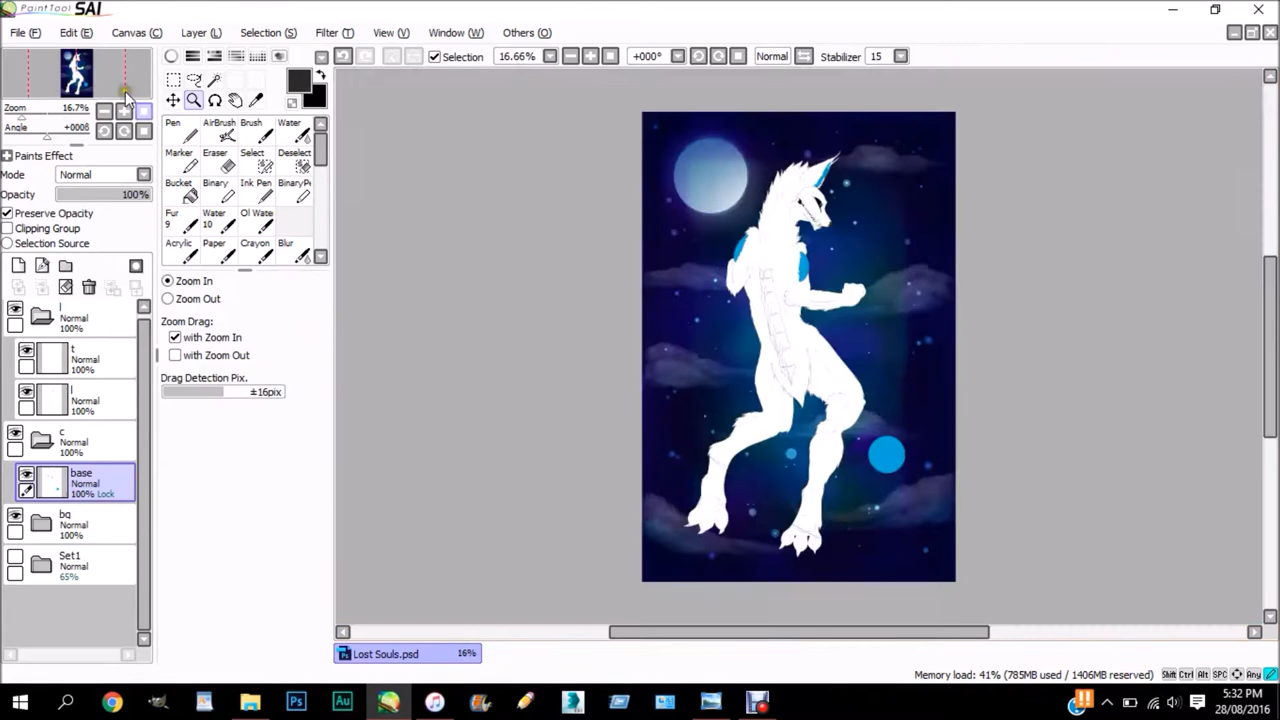 PaintTool SAI
File (F) Edit (E) Canvas (C) Layer (L) Selection (S) Filter (T) View (V) Window (W) Others (O)
Selection 16.66% +000° Normal Stabilizer 15
Zoom 16.7%
Angle
Paints Effect
Mode Normal
Opacity 100%
Preserve Opacity
Clipping Group
Selection Source
l
Normal
100%
t
Normal
100%
l
Normal
100%
c
Normal
100%
base
Normal
100% Lock
bg
Normal
100%
Set1
Normal
65%
Pen AirBrush Brush Water
Marker Eraser Select Deselect
Bucket Binary Ink Pen BinaryPe
Fur Water Ol Wate
9 10
Acrylic Paper Crayon Blur
Zoom In
Zoom Out
Zoom Drag:
with Zoom In
with Zoom Out
Drag Detection Pix.
±16pix
Lost Souls.psd 16%
Memory load: 41% (785MB used / 1406MB reserved) Shift Ctrl Alt SPC Any
Ps Au
5:32 PM
28/08/2016